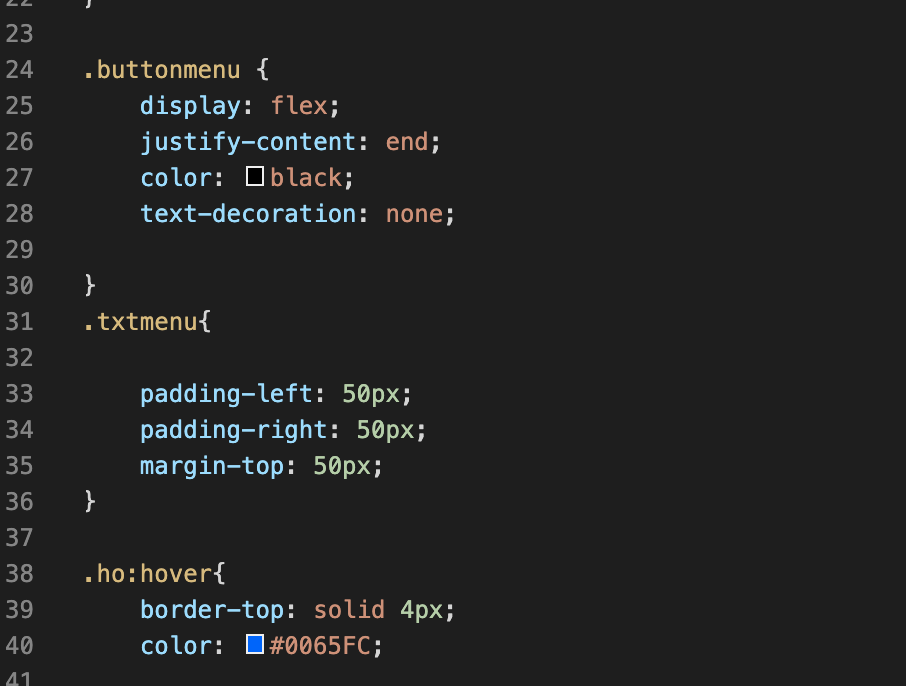 22 }
23
24 .buttonmenu {
25 display: flex;
26 justify-content: end;
27 color: black;
28 text-decoration: none;
29
30 }
31 .txtmenu{
32
33 padding-left: 50px;
34 padding-right: 50px;
35 margin-top: 50px;
36 }
37
38 .ho:hover{
39 border-top: solid 4px;
40 color: #0065FC;
41